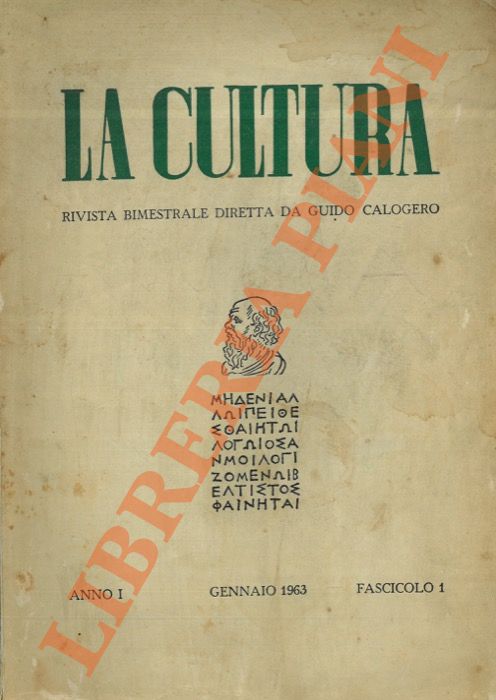 LA CULTURA
RIVISTA BIMESTRALE DIRETTA DA GUIDO CALOGERO
ΜΗΔΕΝΙΑΛ
ΛΩΙΠΕΙΘΕ
ΣΘΑΙΗΤΩΙ
ΛΟΓΩΙΟΣΑ
ΝΜΟΙΛΟΓΙ
ΖΟΜΕΝΩΙΒ
ΕΛΤΙΣΤΟΣ
ΦΑΙΝΗΤΑΙ
ANNO I GENNAIO 1963 FASCICOLO 1
LIBRERIA PIANI